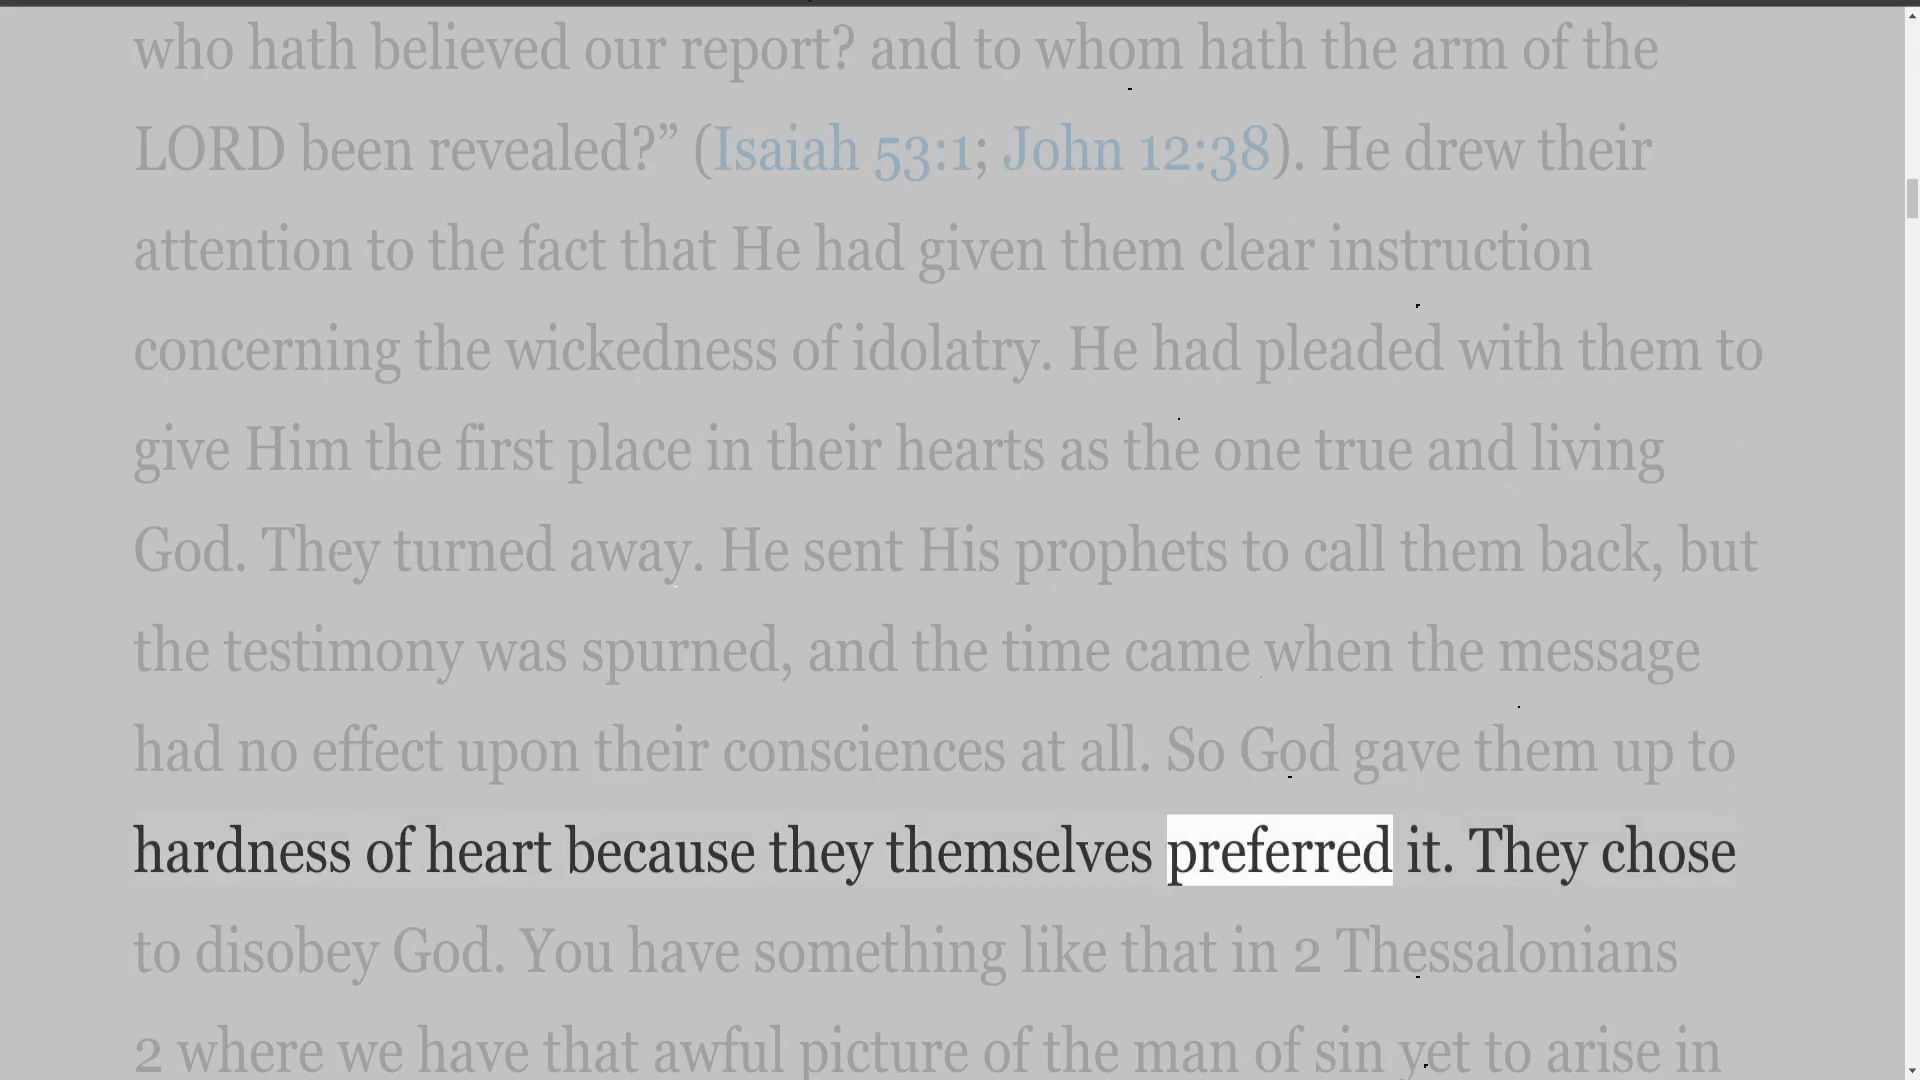 who hath believed our report? and to whom hath the arm of the
LORD been revealed?” (Isaiah 53:1; John 12:38). He drew their
attention to the fact that He had given them clear instruction
concerning the wickedness of idolatry. He had pleaded with them to
give Him the first place in their hearts as the one true and living
God. They turned away. He sent His prophets to call them back, but
the testimony was spurned, and the time came when the message
had no effect upon their consciences at all. So God gave them up to
hardness of heart because they themselves preferred it. They chose
to disobey God. You have something like that in 2 Thessalonians
2 where we have that awful picture of the man of sin yet to arise in